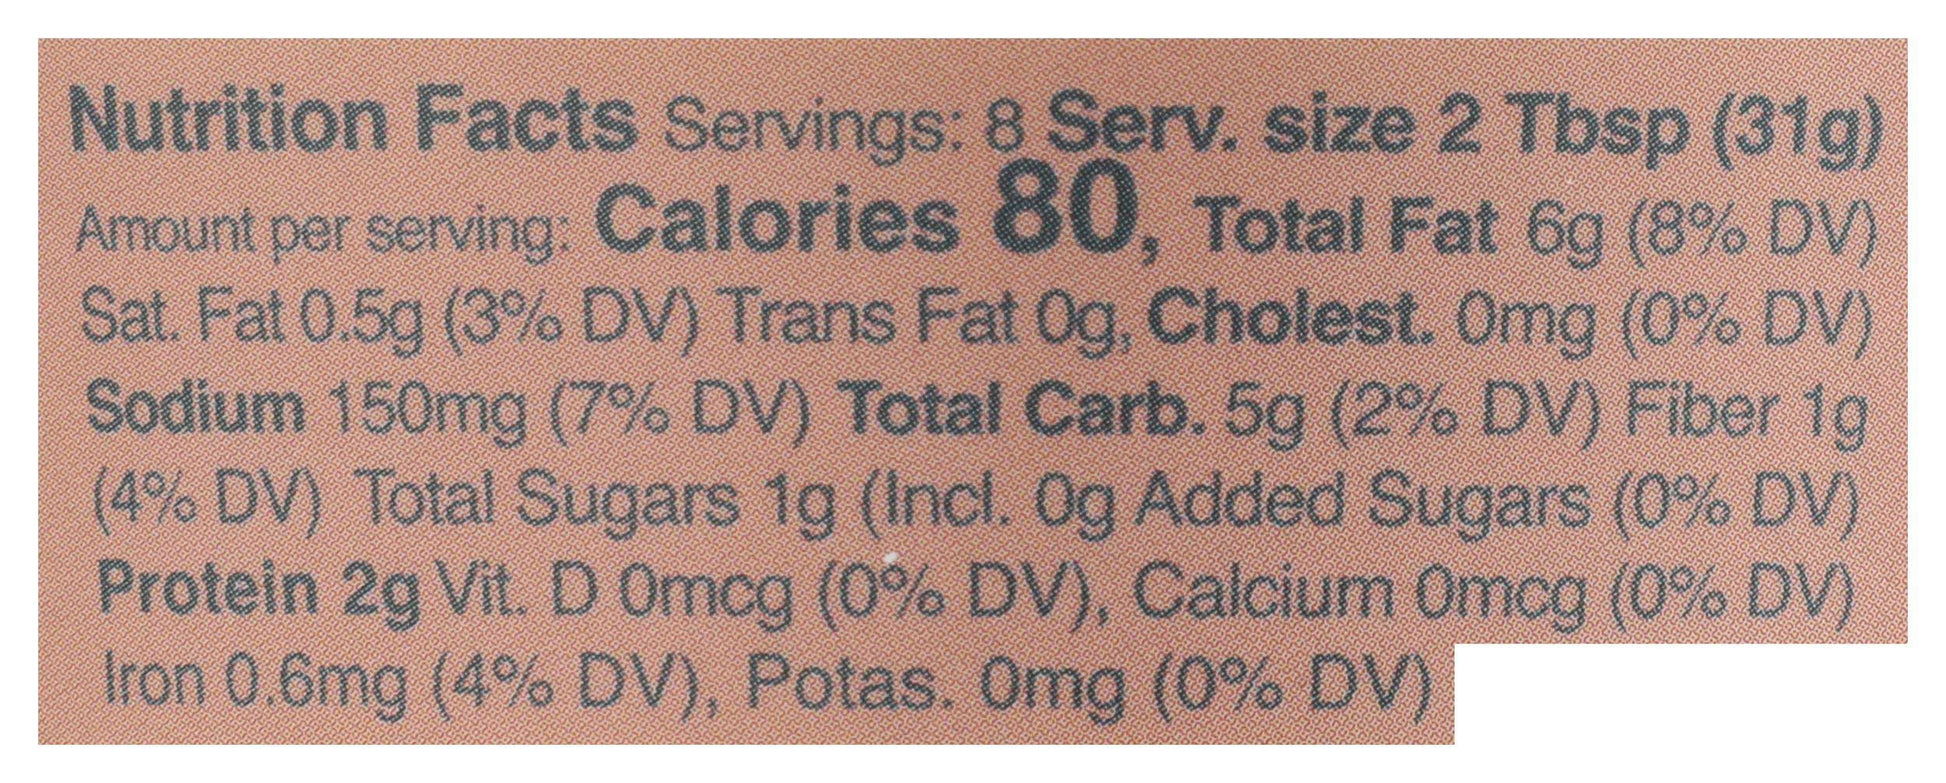 Nutrition Facts Servings: 8 Serv. size 2 Tbsp (31g)
Amount per serving: Calories 80, Total Fat 6g (8% DV)
Sat. Fat 0.5g (3% DV) Trans Fat 0g, Cholest. 0mg (0% DV)
Sodium 150mg (7% DV) Total Carb. 5g (2% DV) Fiber 1g
(4% DV) Total Sugars 1g (Incl. 0g Added Sugars (0% DV)
Protein 2g Vit. D 0mcg (0% DV), Calcium 0mcg (0% DV)
Iron 0.6mg (4% DV), Potas. 0mg (0% DV)